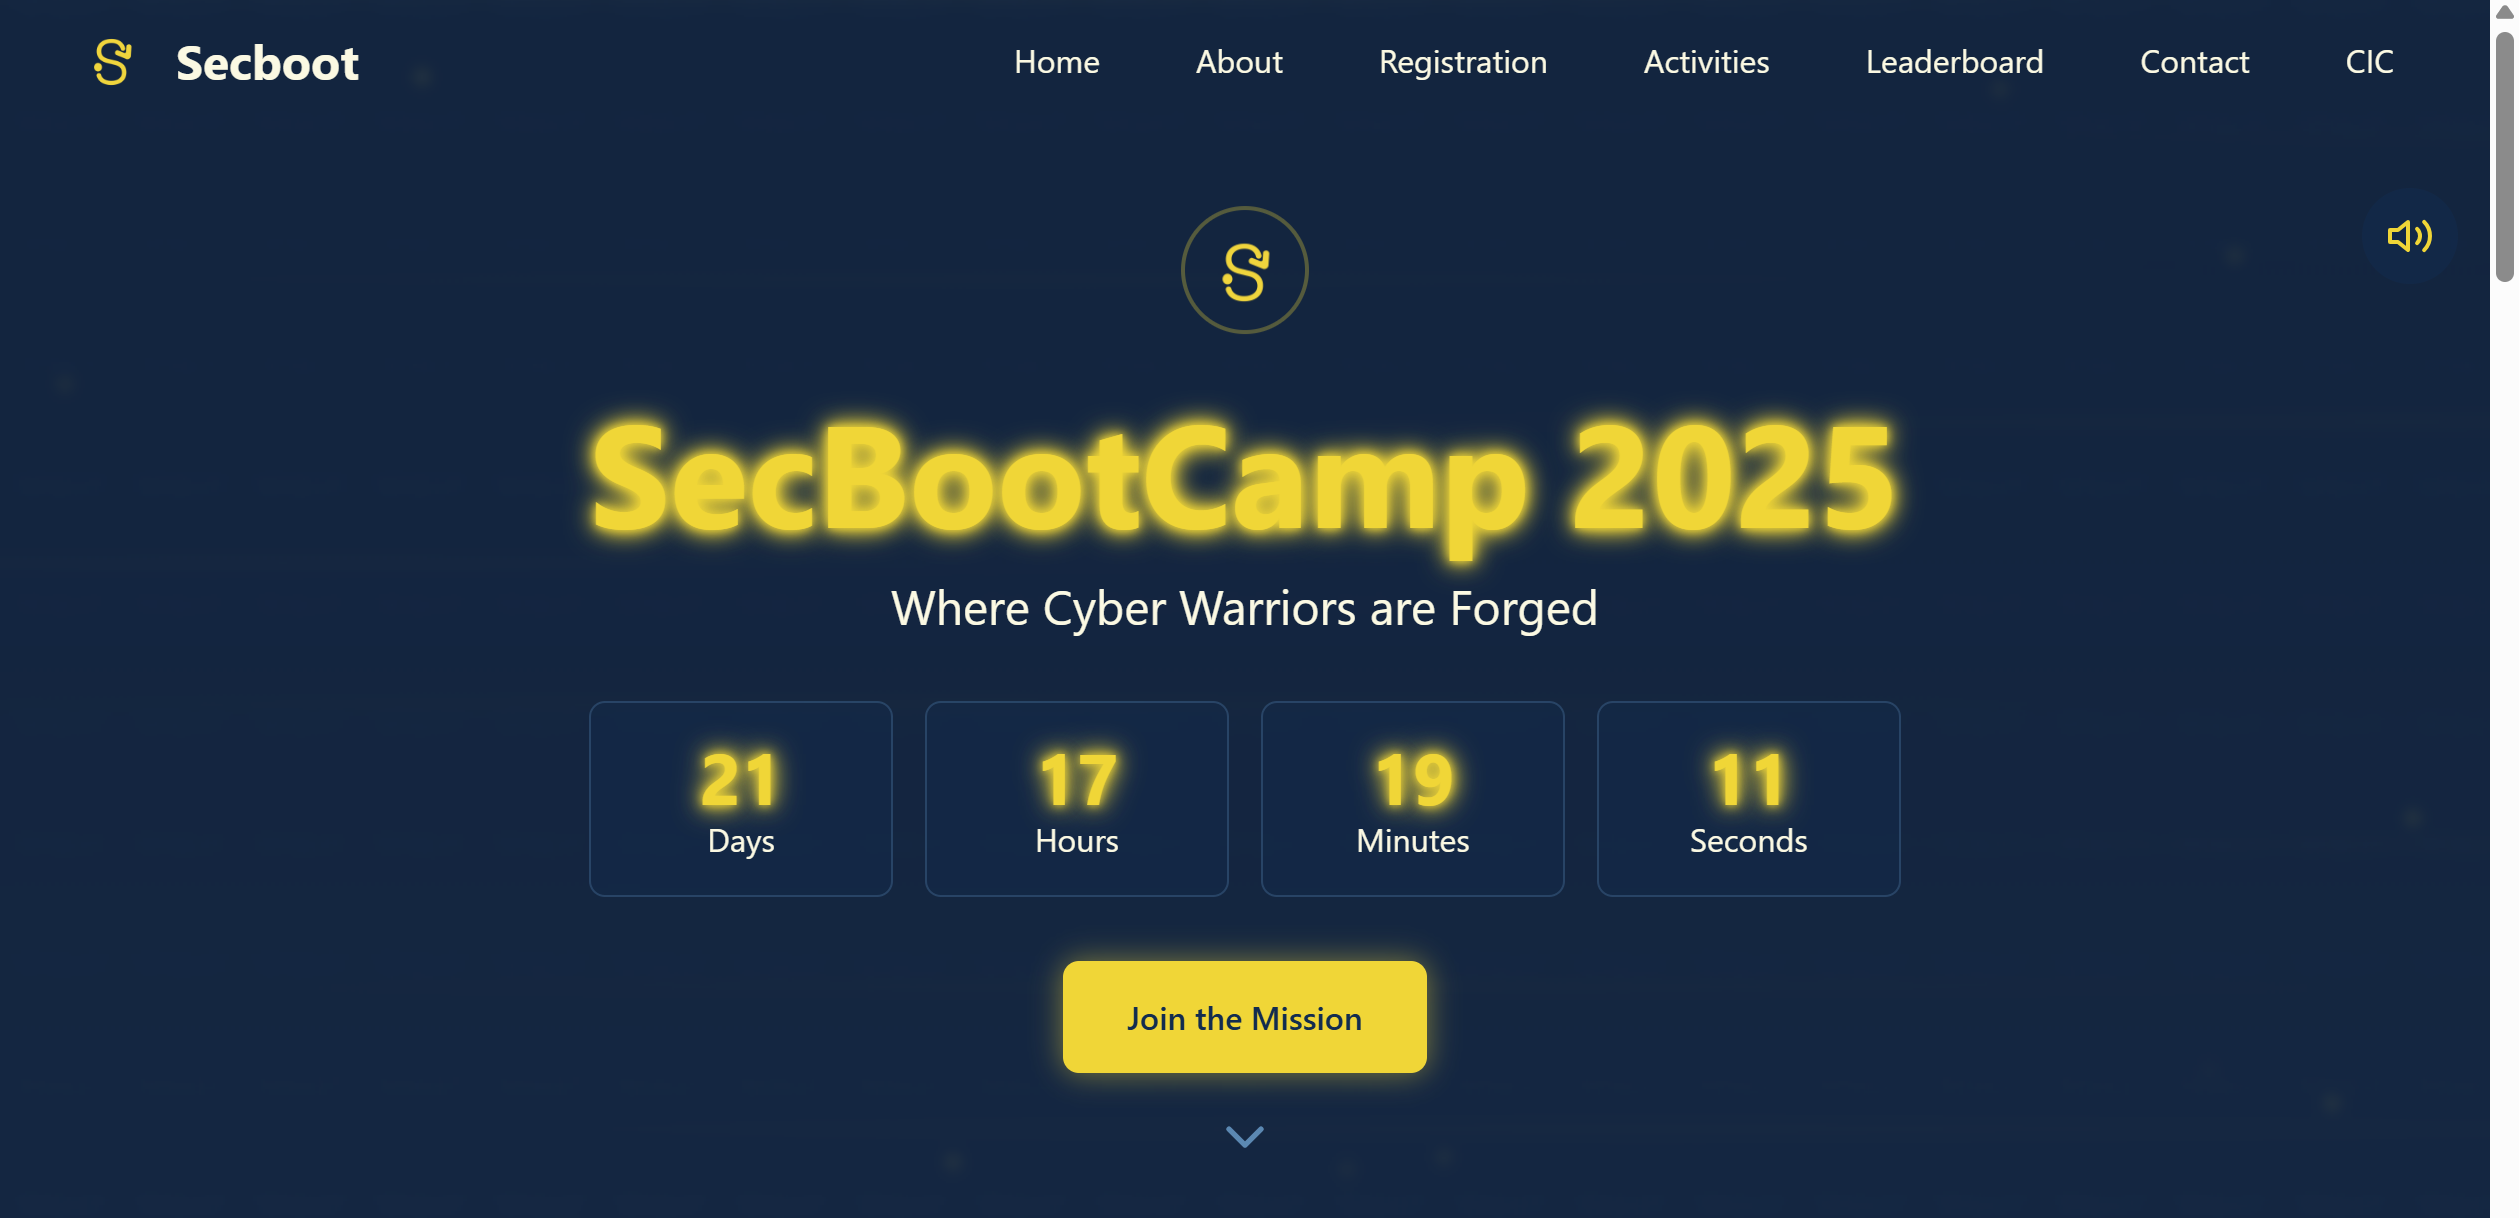 Secboot
Home About Registration Activities Leaderboard Contact CIC
SecBootCamp 2025
Where Cyber Warriors are Forged
21 17 19 11
Days Hours Minutes Seconds
Join the Mission